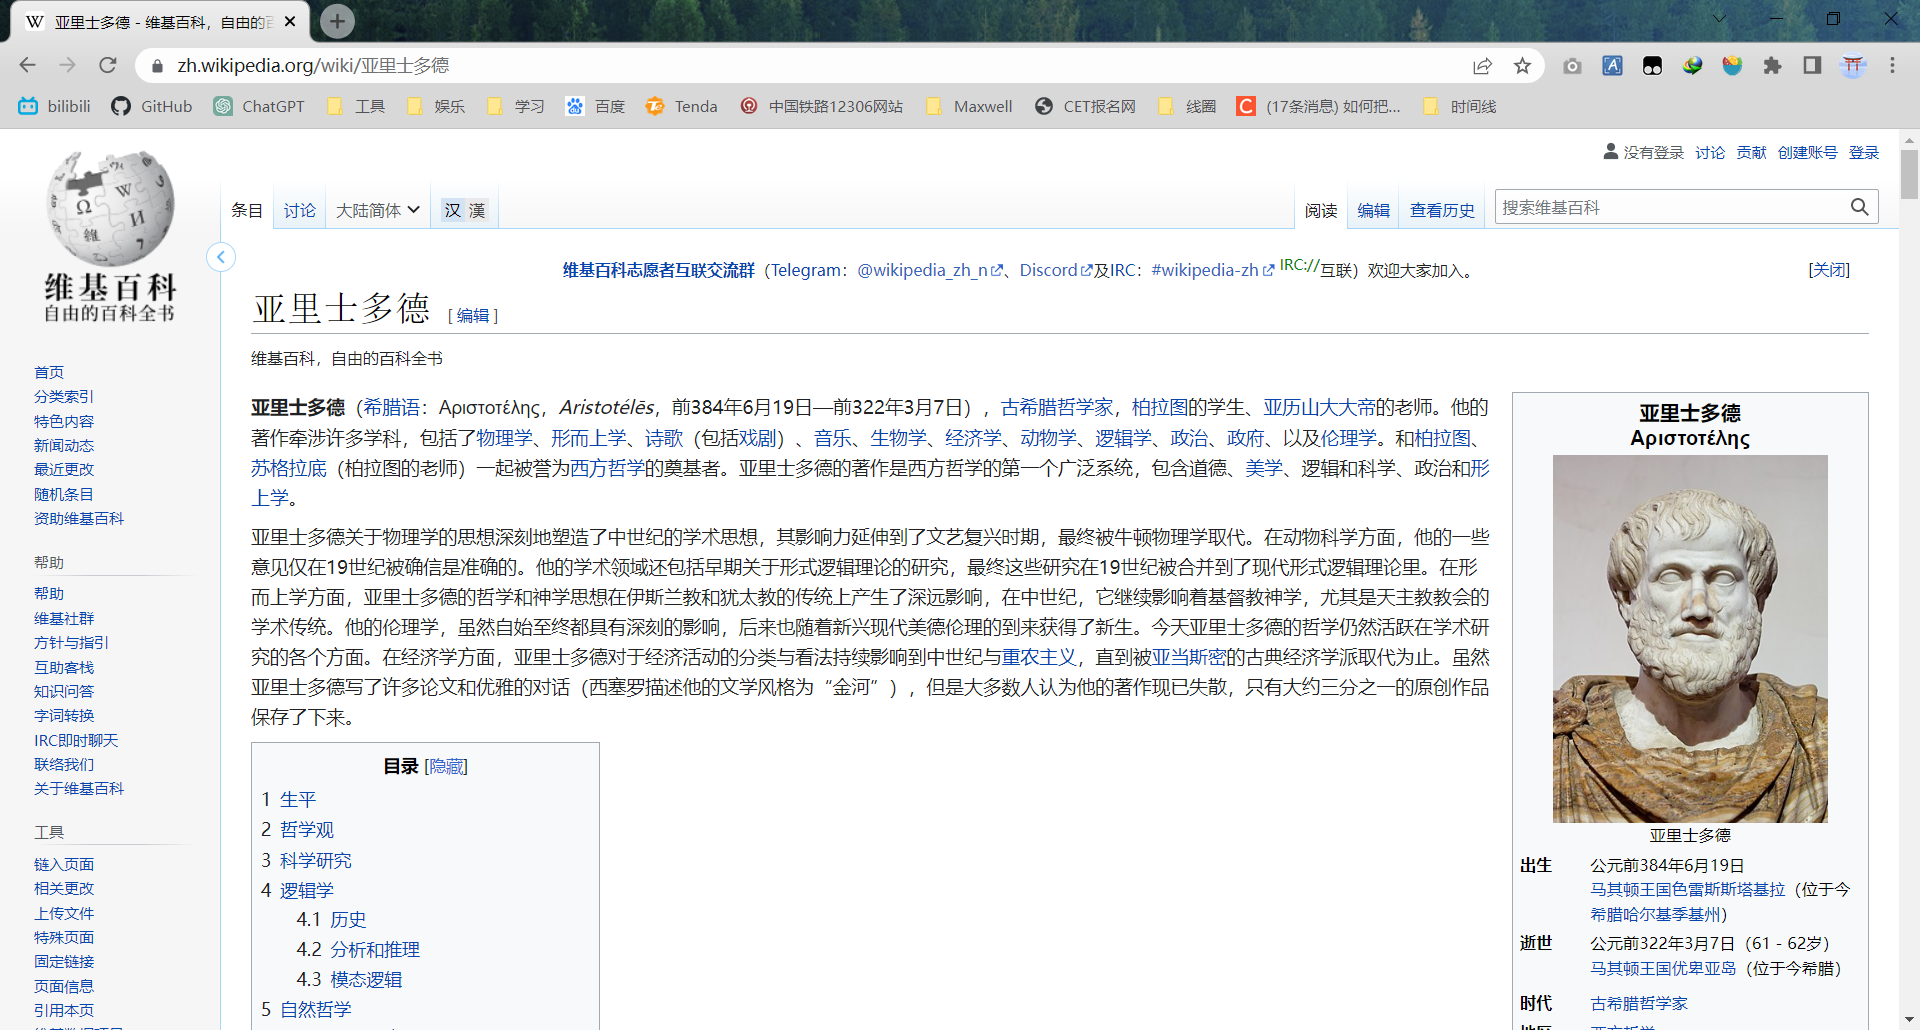 亚里士多德 - 维基百科，自由的百
zh.wikipedia.org/wiki/亚里士多德
bilibili GitHub ChatGPT 工具 娱乐 学习 百度 Tenda 中国铁路12306网站 Maxwell CET报名网 线圈 (17条消息) 如何把... 时间线
没有登录 讨论 贡献 创建账号 登录
条目 讨论 大陆简体 汉 漢 阅读 编辑 查看历史 搜索维基百科
维基百科
自由的百科全书
维基百科志愿者互联交流群（Telegram：@wikipedia_zh_n、Discord及IRC：#wikipedia-zh IRC://互联）欢迎大家加入。 [关闭]
亚里士多德 [ 编辑 ]
维基百科，自由的百科全书
首页
分类索引
特色内容
新闻动态
最近更改
随机条目
资助维基百科
帮助
帮助
维基社群
方针与指引
互助客栈
知识问答
字词转换
IRC即时聊天
联络我们
关于维基百科
工具
链入页面
相关更改
上传文件
特殊页面
固定链接
页面信息
引用本页
亚里士多德（希腊语：Αριστοτέλης，Aristotélēs，前384年6月19日—前322年3月7日），古希腊哲学家，柏拉图的学生、亚历山大大帝的老师。他的
著作牵涉许多学科，包括了物理学、形而上学、诗歌（包括戏剧）、音乐、生物学、经济学、动物学、逻辑学、政治、政府、以及伦理学。和柏拉图、
苏格拉底（柏拉图的老师）一起被誉为西方哲学的奠基者。亚里士多德的著作是西方哲学的第一个广泛系统，包含道德、美学、逻辑和科学、政治和形
上学。
亚里士多德关于物理学的思想深刻地塑造了中世纪的学术思想，其影响力延伸到了文艺复兴时期，最终被牛顿物理学取代。在动物科学方面，他的一些
意见仅在19世纪被确信是准确的。他的学术领域还包括早期关于形式逻辑理论的研究，最终这些研究在19世纪被合并到了现代形式逻辑理论里。在形
而上学方面，亚里士多德的哲学和神学思想在伊斯兰教和犹太教的传统上产生了深远影响，在中世纪，它继续影响着基督教神学，尤其是天主教教会的
学术传统。他的伦理学，虽然自始至终都具有深刻的影响，后来也随着新兴现代美德伦理的到来获得了新生。今天亚里士多德的哲学仍然活跃在学术研
究的各个方面。在经济学方面，亚里士多德对于经济活动的分类与看法持续影响到中世纪与重农主义，直到被亚当斯密的古典经济学派取代为止。虽然
亚里士多德写了许多论文和优雅的对话（西塞罗描述他的文学风格为“金河”），但是大多数人认为他的著作现已失散，只有大约三分之一的原创作品
保存了下来。
目录 [隐藏]
1 生平
2 哲学观
3 科学研究
4 逻辑学
4.1 历史
4.2 分析和推理
4.3 模态逻辑
5 自然哲学
亚里士多德
Αριστοτέλης
亚里士多德
出生 公元前384年6月19日
马其顿王国色雷斯斯塔基拉（位于今
希腊哈尔基季基州）
逝世 公元前322年3月7日（61 - 62岁）
马其顿王国优卑亚岛（位于今希腊）
时代 古希腊哲学家